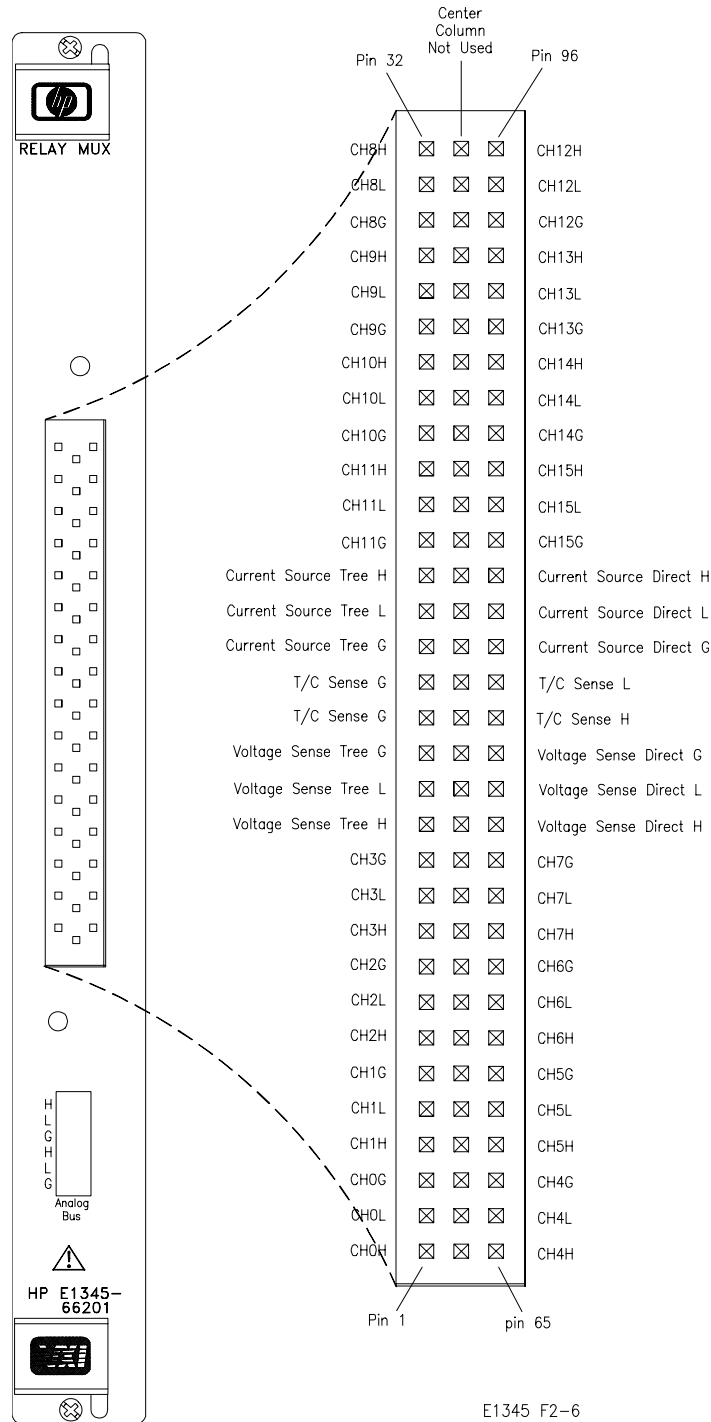 Center
Column
Not Used
Pin 32
Pin 96
hp
RELAY MUX
CH8H CH12H
CH8L CH12L
CH8G CH12G
CH9H CH13H
CH9L CH13L
CH9G CH13G
CH10H CH14H
CH10L CH14L
CH10G CH14G
CH11H CH15H
CH11L CH15L
CH11G CH15G
Current Source Tree H Current Source Direct H
Current Source Tree L Current Source Direct L
Current Source Tree G Current Source Direct G
T/C Sense G T/C Sense L
T/C Sense G T/C Sense H
Voltage Sense Tree G Voltage Sense Direct G
Voltage Sense Tree L Voltage Sense Direct L
Voltage Sense Tree H Voltage Sense Direct H
CH3G CH7G
CH3L CH7L
CH3H CH7H
CH2G CH6G
CH2L CH6L
CH2H CH6H
CH1G CH5G
CH1L CH5L
CH1H CH5H
CH0G CH4G
CH0L CH4L
CH0H CH4H
Pin 1
pin 65
H
L
G
H
L
G
Analog
Bus
HP E1345-
66201
VXI
E1345 F2-6